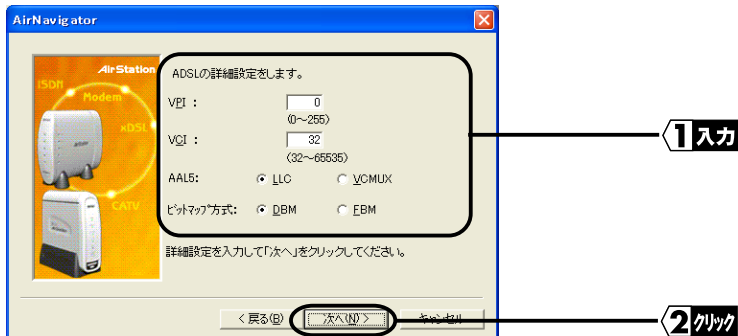 AirNavigator
AirStation
ISDN
Modem
xDSL
CATV
ADSLの詳細設定をします。
VPI : 0
(0～255)
VCI : 32
(32～65535)
AAL5: LLC VCMUX
ﾋﾞｯﾄﾏｯﾌﾟ方式: DBM FBM
詳細設定を入力して「次へ」をクリックしてください。
< 戻る(B) 次へ(N) > キャンセル
1 入力
2 クリック